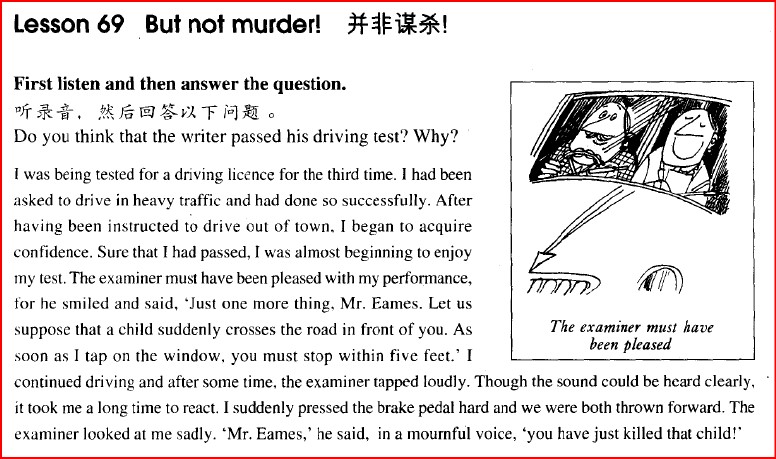 Lesson 69 But not murder! 并非谋杀!
First listen and then answer the question.
听录音，然后回答以下问题。
Do you think that the writer passed his driving test? Why?
I was being tested for a driving licence for the third time. I had been
asked to drive in heavy traffic and had done so successfully. After
having been instructed to drive out of town, I began to acquire
confidence. Sure that I had passed, I was almost beginning to enjoy
my test. The examiner must have been pleased with my performance,
for he smiled and said, ‘Just one more thing, Mr. Eames. Let us
suppose that a child suddenly crosses the road in front of you. As
soon as I tap on the window, you must stop within five feet.’ I
continued driving and after some time, the examiner tapped loudly. Though the sound could be heard clearly,
it took me a long time to react. I suddenly pressed the brake pedal hard and we were both thrown forward. The
examiner looked at me sadly. ‘Mr. Eames,’ he said, in a mournful voice, ‘you have just killed that child!’
The examiner must have
been pleased